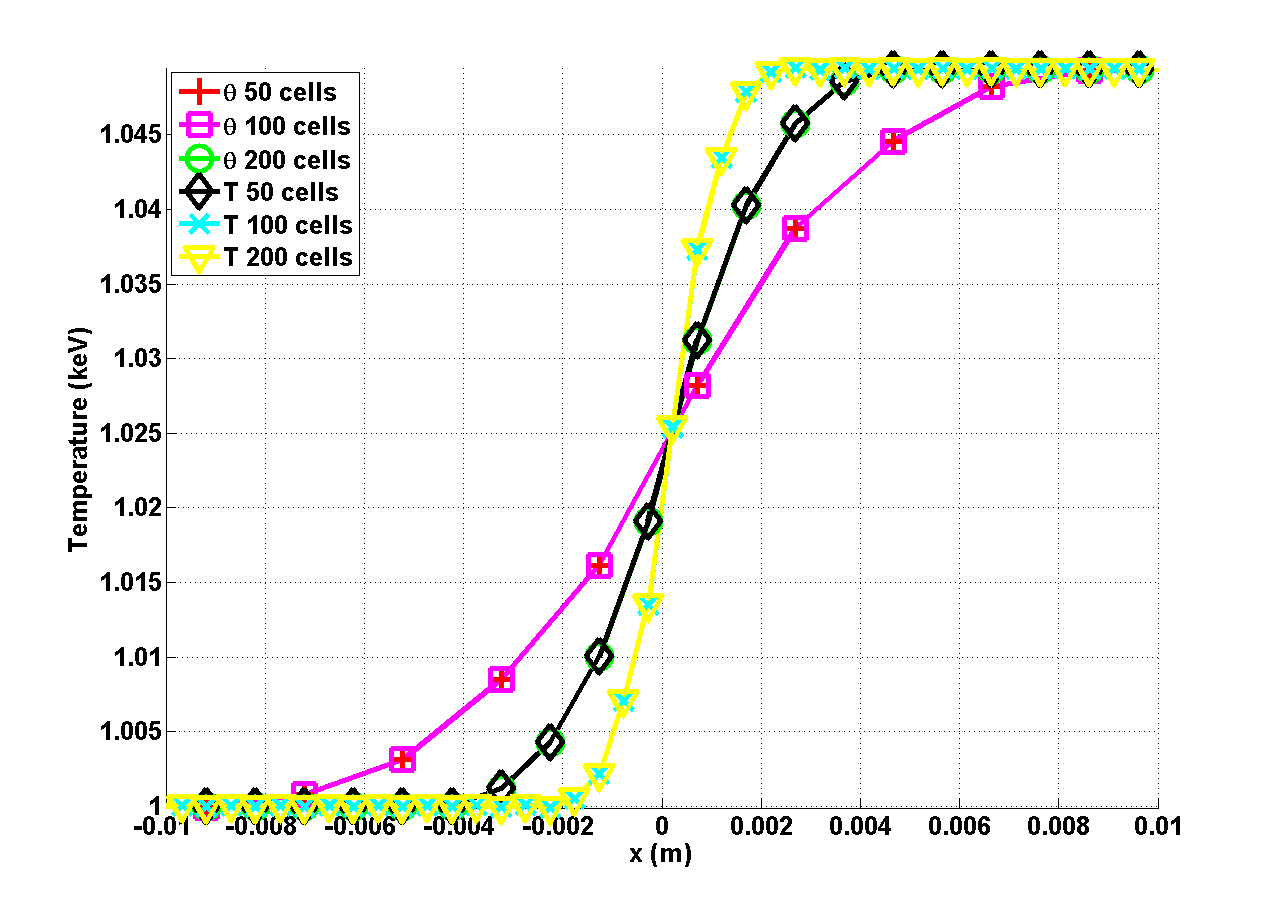 θ 50 cells
θ 100 cells
θ 200 cells
T 50 cells
T 100 cells
T 200 cells
1.045
1.04
1.035
1.03
1.025
1.02
1.015
1.01
1.005
1
Temperature (keV)
-0.01 -0.008 -0.006 -0.004 -0.002 0 0.002 0.004 0.006 0.008 0.01
x (m)